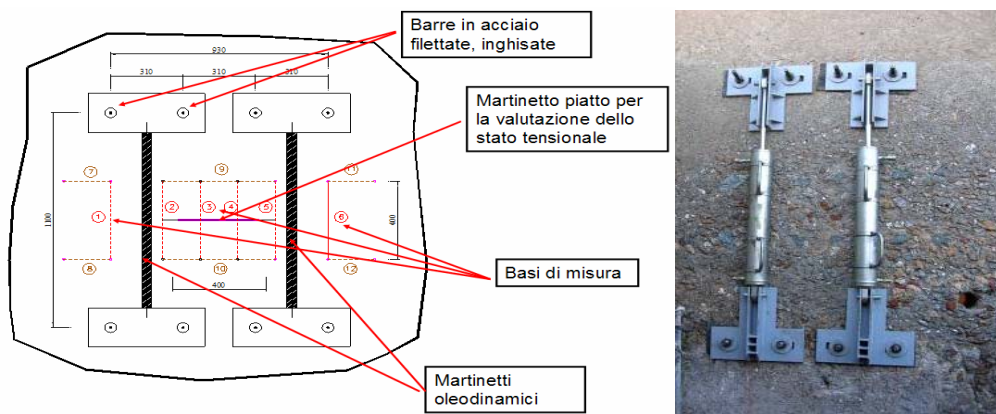 Barre in acciaio
filettate, inghisate
930
310 310 310
Martinetto piatto per
la valutazione dello
stato tensionale
7 9 11
1 2 3 4 5 6
1100
400
8 10 12
400
Basi di misura
Martinetti
oleodinamici